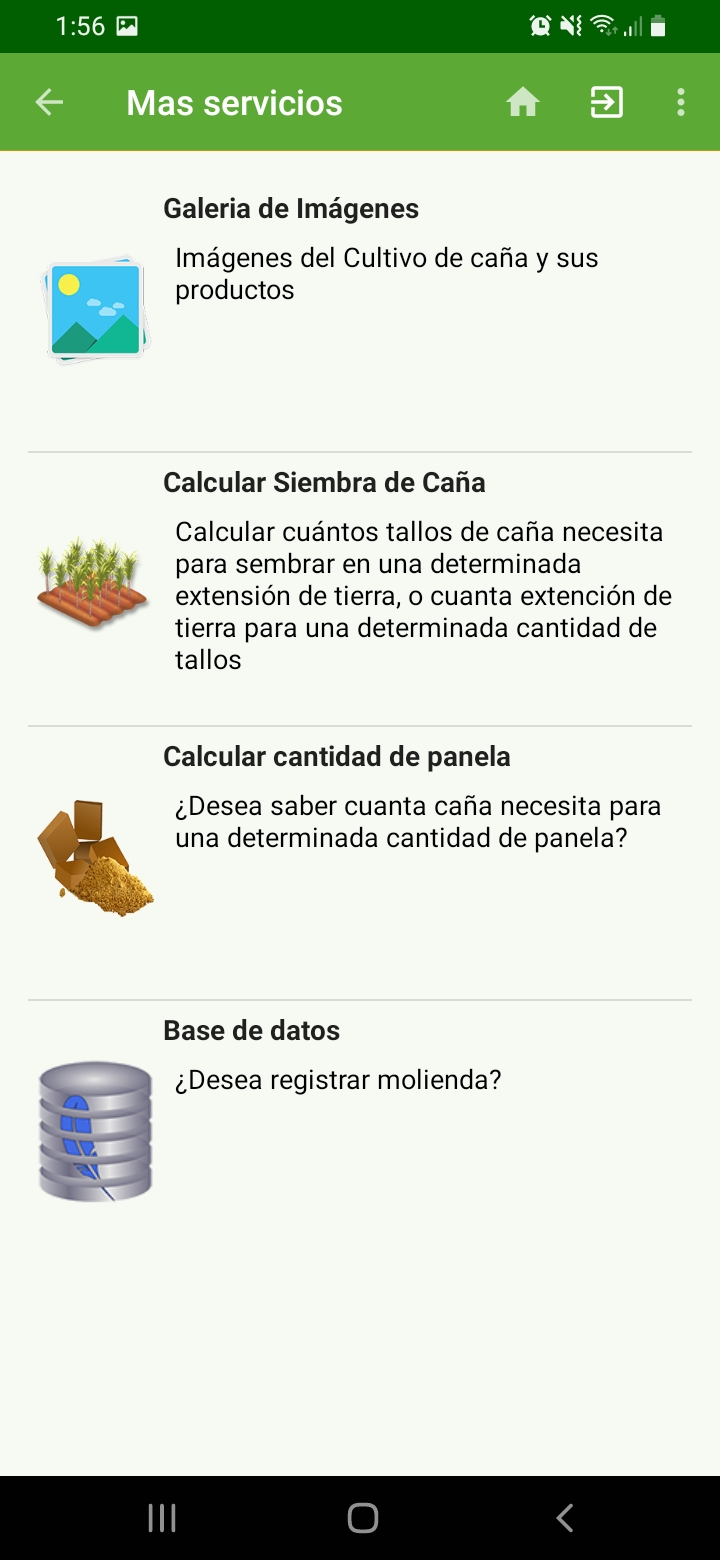 1:56
Mas servicios
Galeria de Imágenes
Imágenes del Cultivo de caña y sus
productos
Calcular Siembra de Caña
Calcular cuántos tallos de caña necesita
para sembrar en una determinada
extensión de tierra, o cuanta extención de
tierra para una determinada cantidad de
tallos
Calcular cantidad de panela
¿Desea saber cuanta caña necesita para
una determinada cantidad de panela?
Base de datos
¿Desea registrar molienda?